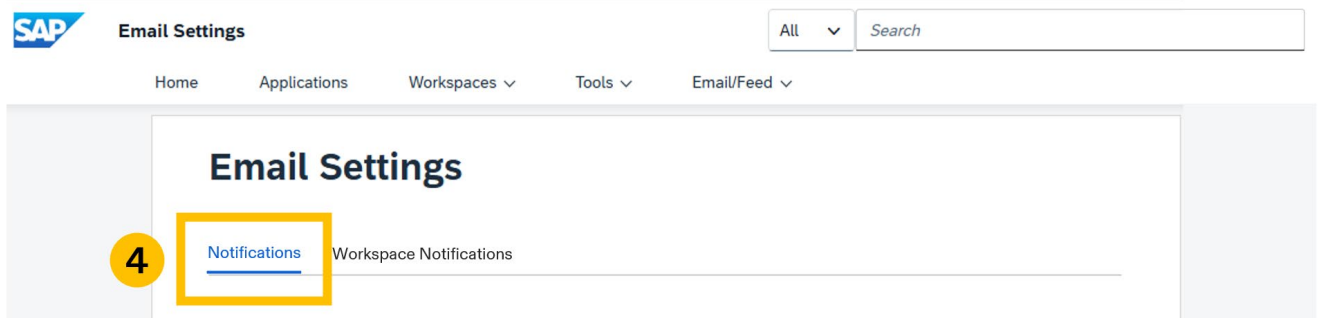 SAP Email Settings All Search
Home Applications Workspaces Tools Email/Feed
Email Settings
4 Notifications Workspace Notifications